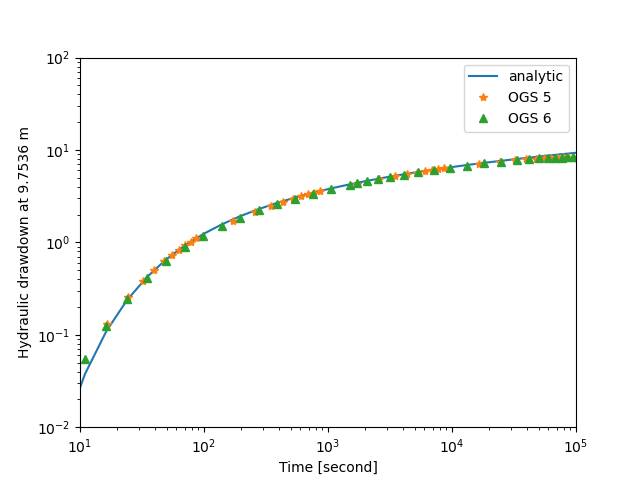 analytic
OGS 5
OGS 6
Hydraulic drawdown at 9.7536 m
10²
10¹
10⁰
10⁻¹
10⁻²
10¹ 10² 10³ 10⁴ 10⁵
Time [second]